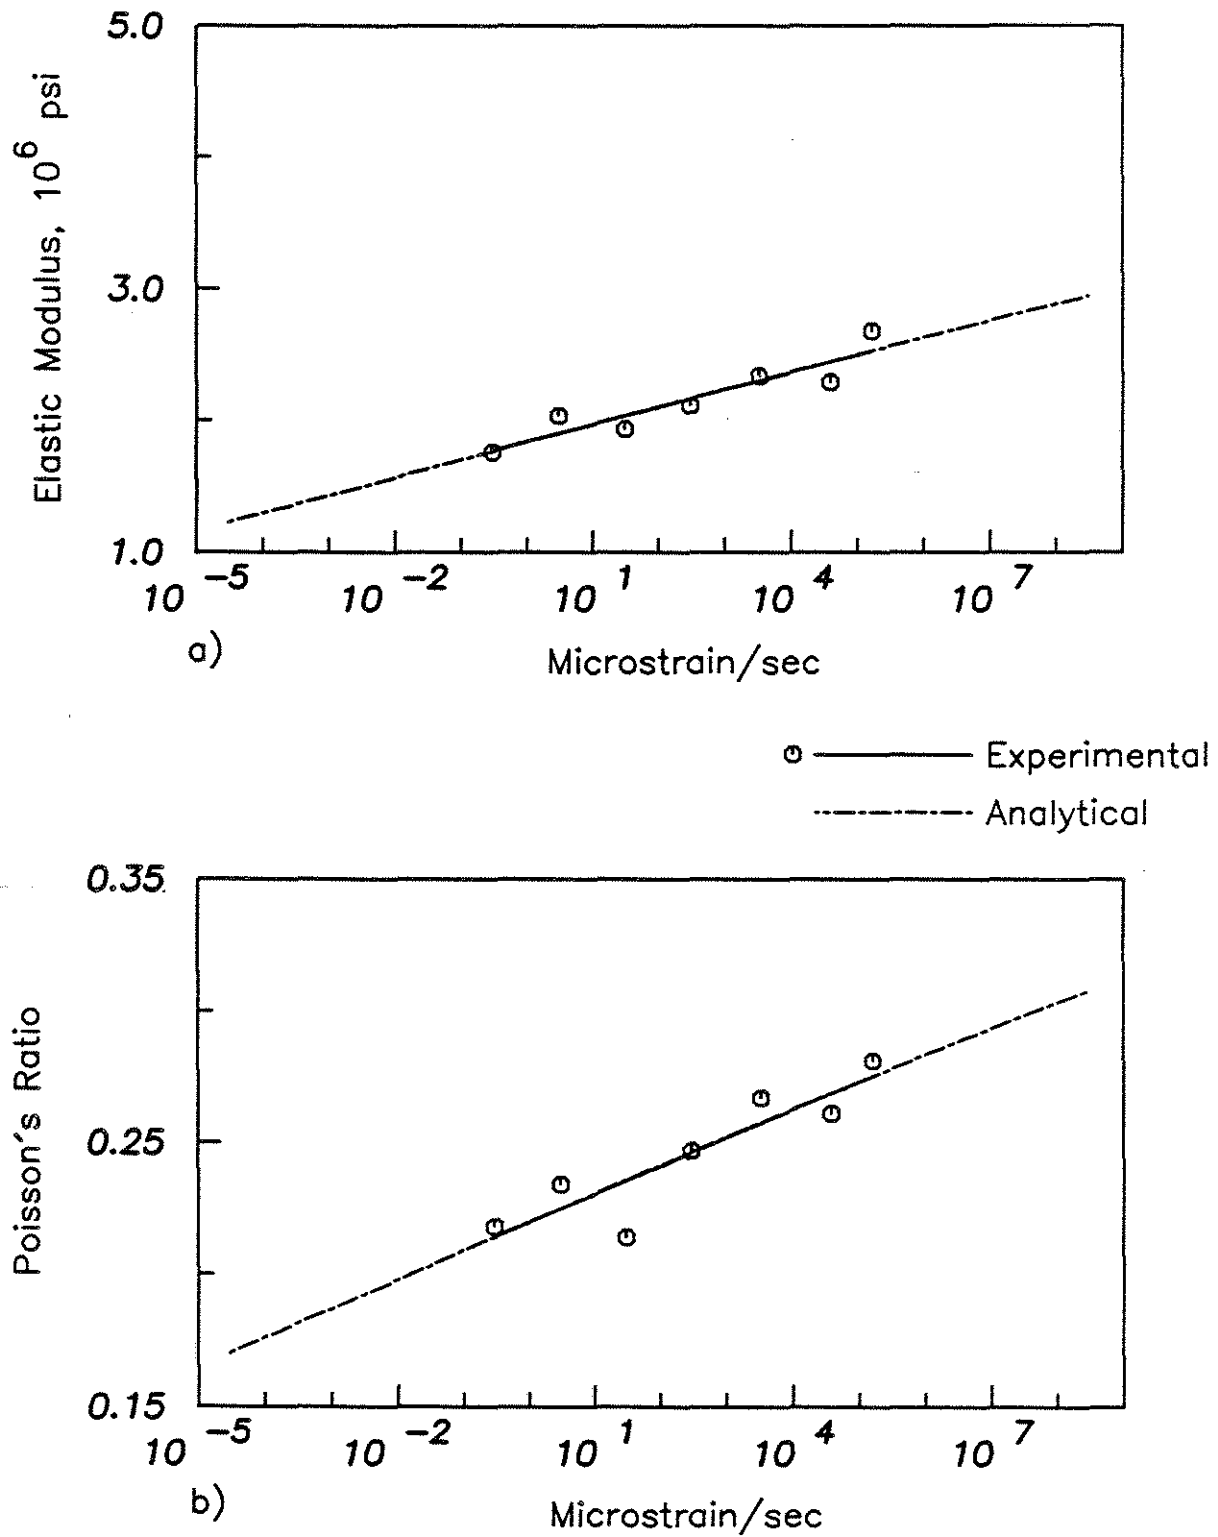 5.0
Elastic Modulus, 10^6 psi
3.0
1.0
10^-5 10^-2 10^1 10^4 10^7
a)
Microstrain/sec
Experimental
Analytical
0.35
Poisson's Ratio
0.25
0.15
10^-5 10^-2 10^1 10^4 10^7
b)
Microstrain/sec